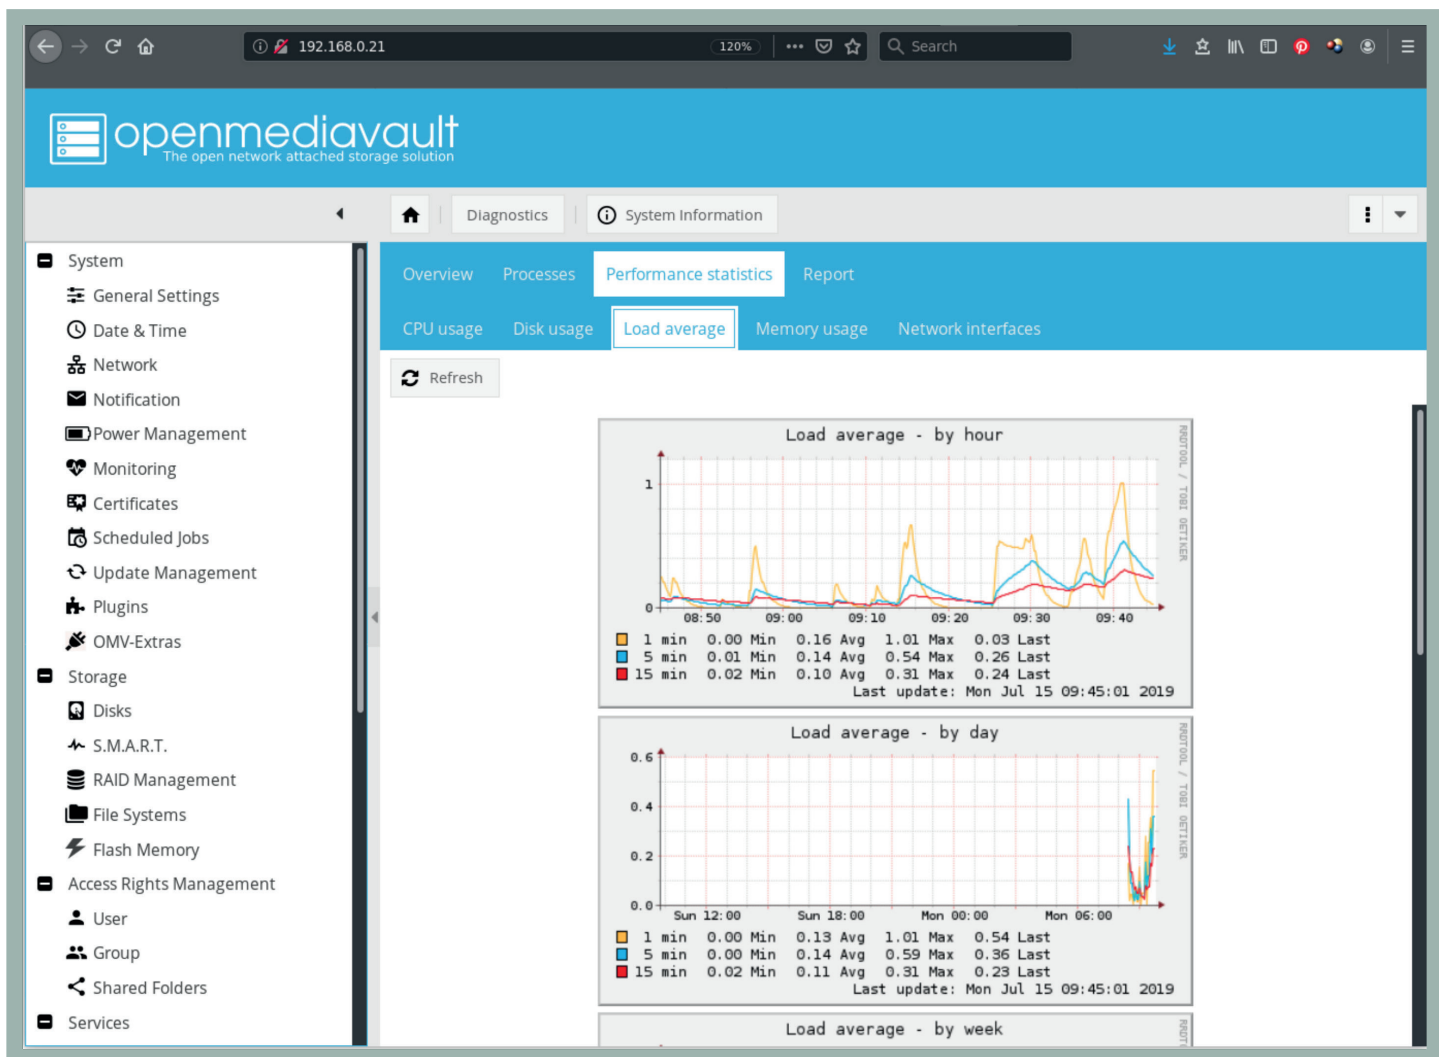 192.168.0.21
120%
Search
openmediavault
The open network attached storage solution
Diagnostics
System Information
System
General Settings
Date & Time
Network
Notification
Power Management
Monitoring
Certificates
Scheduled Jobs
Update Management
Plugins
OMV-Extras
Storage
Disks
S.M.A.R.T.
RAID Management
File Systems
Flash Memory
Access Rights Management
User
Group
Shared Folders
Services
Overview Processes Performance statistics Report
CPU usage Disk usage Load average Memory usage Network interfaces
Refresh
Load average - by hour
RRDTOOL / TOBI OETIKER
1
0
08:50 09:00 09:10 09:20 09:30 09:40
1 min 0.00 Min 0.16 Avg 1.01 Max 0.03 Last
5 min 0.01 Min 0.14 Avg 0.54 Max 0.26 Last
15 min 0.02 Min 0.10 Avg 0.31 Max 0.24 Last
Last update: Mon Jul 15 09:45:01 2019
Load average - by day
RRDTOOL / TOBI OETIKER
0.6
0.4
0.2
0.0
Sun 12:00 Sun 18:00 Mon 00:00 Mon 06:00
1 min 0.00 Min 0.13 Avg 1.01 Max 0.54 Last
5 min 0.00 Min 0.14 Avg 0.59 Max 0.36 Last
15 min 0.02 Min 0.11 Avg 0.31 Max 0.23 Last
Last update: Mon Jul 15 09:45:01 2019
Load average - by week